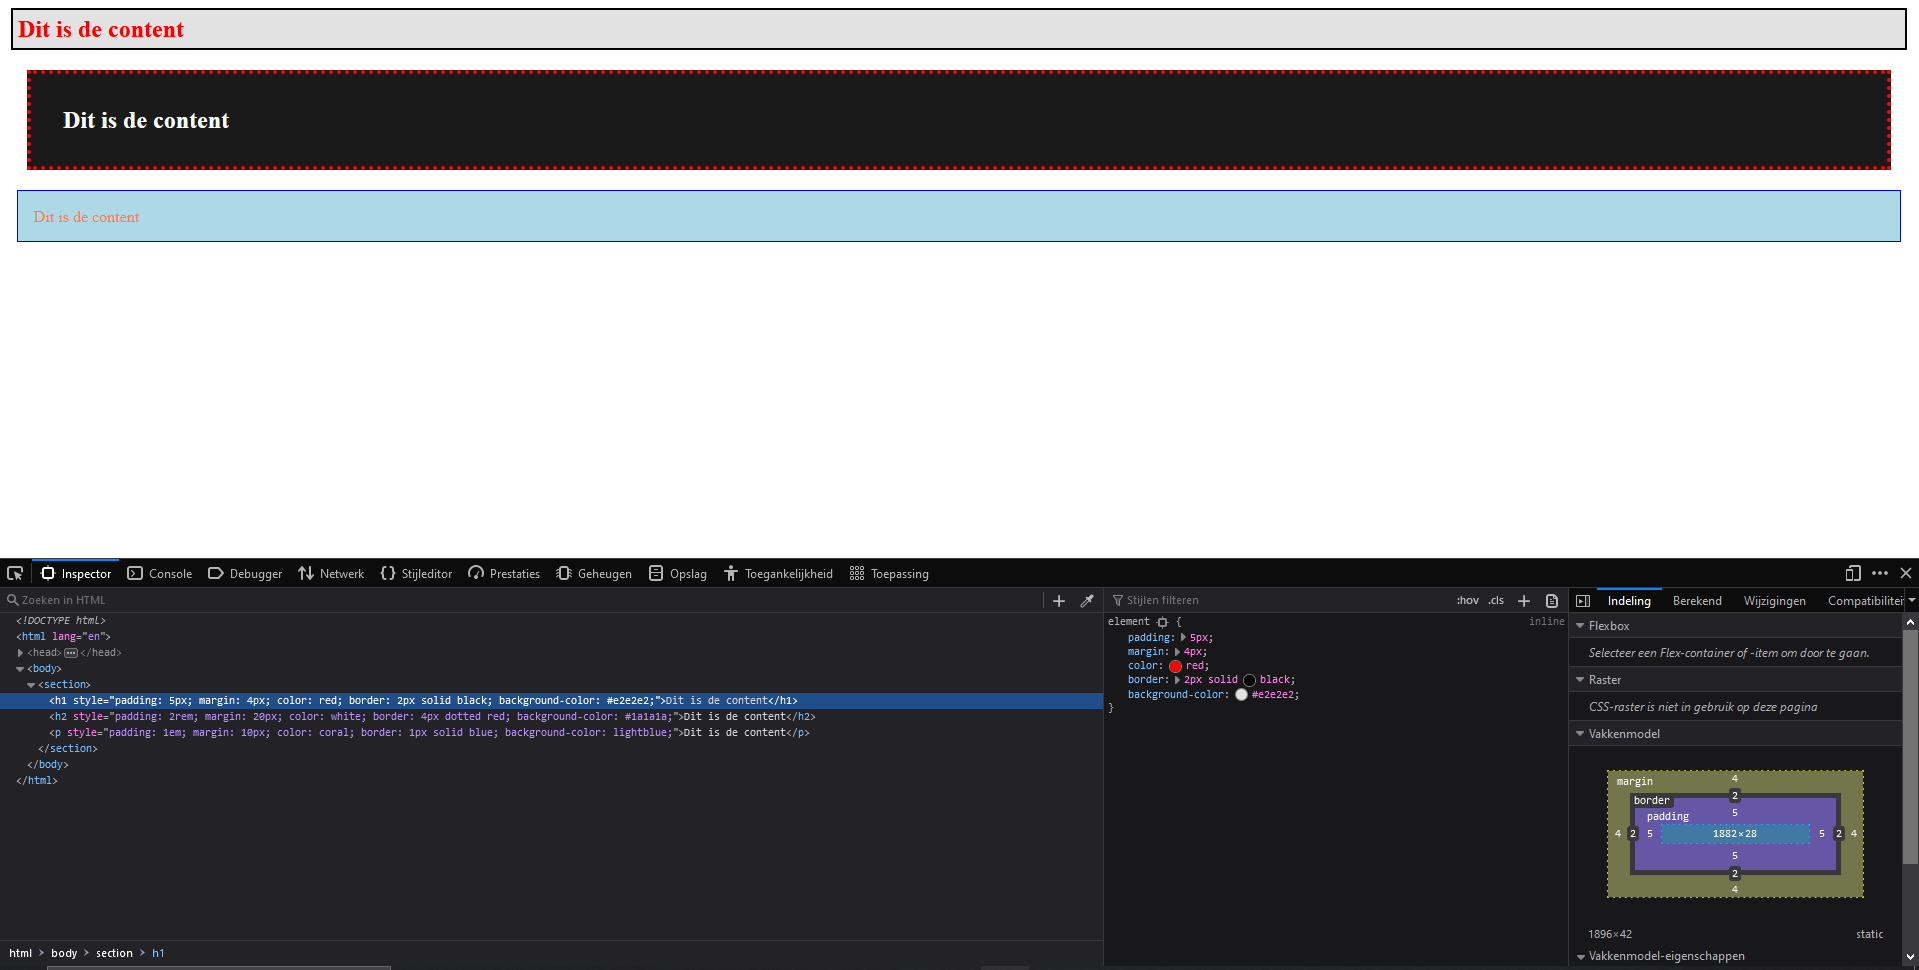 Dit is de content
Dit is de content
Dit is de content
Inspector Console Debugger Netwerk Stijleditor Prestaties Geheugen Opslag Toegankelijkheid Toepassing
Zoeken in HTML
<!DOCTYPE html>
<html lang="en">
<head> ••• </head>
<body>
<section>
<h1 style="padding: 5px; margin: 4px; color: red; border: 2px solid black; background-color: #e2e2e2;">Dit is de content</h1>
<h2 style="padding: 2rem; margin: 20px; color: white; border: 4px dotted red; background-color: #1a1a1a;">Dit is de content</h2>
<p style="padding: 1em; margin: 10px; color: coral; border: 1px solid blue; background-color: lightblue;">Dit is de content</p>
</section>
</body>
</html>
html > body > section > h1
Stijlen filteren :hov .cls
element { inline
padding: 5px;
margin: 4px;
color: red;
border: 2px solid black;
background-color: #e2e2e2;
}
Indeling Berekend Wijzigingen Compatibilitei
Flexbox
Selecteer een Flex-container of -item om door te gaan.
Raster
CSS-raster is niet in gebruik op deze pagina
Vakkenmodel
margin 4
border 2
padding 5
4 2 5 1882×28 5 2 4
5
2
4
1896×42 static
Vakkenmodel-eigenschappen